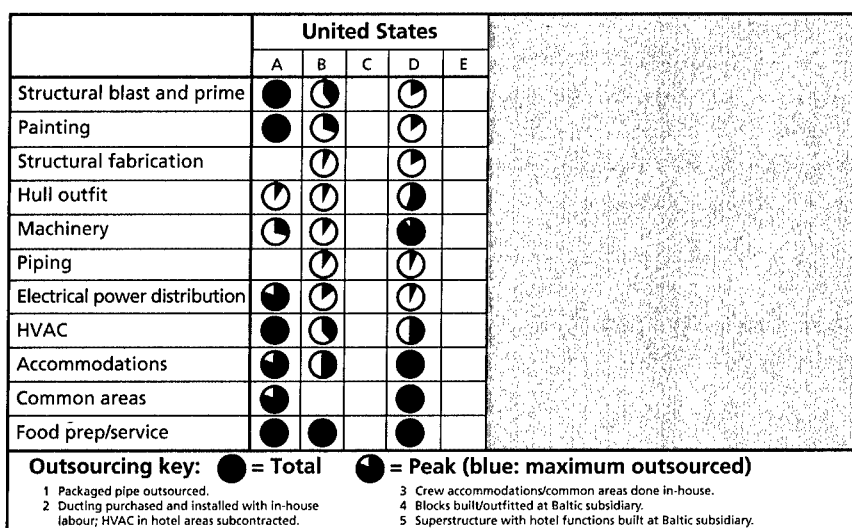 United States
A B C D E
Structural blast and prime
Painting
Structural fabrication
Hull outfit
Machinery
Piping
Electrical power distribution
HVAC
Accommodations
Common areas
Food prep/service
Outsourcing key: = Total = Peak (blue: maximum outsourced)
1 Packaged pipe outsourced.
2 Ducting purchased and installed with in-house
labour; HVAC in hotel areas subcontracted.
3 Crew accommodations/common areas done in-house.
4 Blocks built/outfitted at Baltic subsidiary.
5 Superstructure with hotel functions built at Baltic subsidiary.